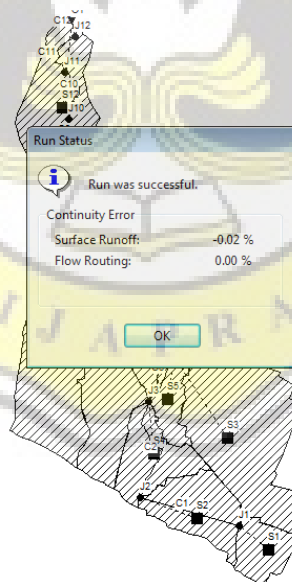 C12 J12
C11 J11
C10
S12
J10
Run Status
Run was successful.
Continuity Error
Surface Runoff: -0.02 %
Flow Routing: 0.00 %
OK
IJAPR
J3 S5
S3
J2 C1 S2 J1
S1